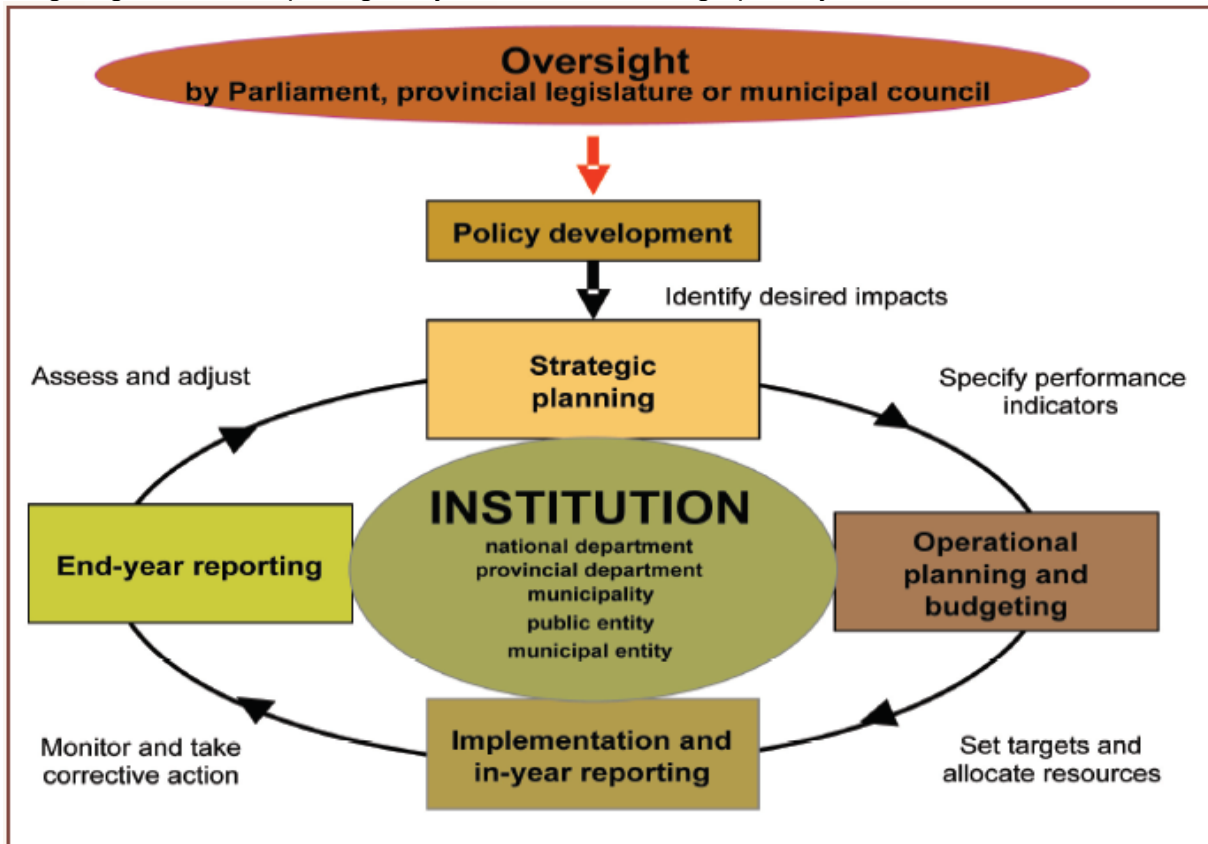 Oversight
by Parliament, provincial legislature or municipal council
Policy development
Identify desired impacts
Strategic
planning
Assess and adjust
Specify performance
indicators
INSTITUTION
national department
provincial department
municipality
public entity
municipal entity
End-year reporting
Operational
planning and
budgeting
Implementation and
in-year reporting
Monitor and take
corrective action
Set targets and
allocate resources